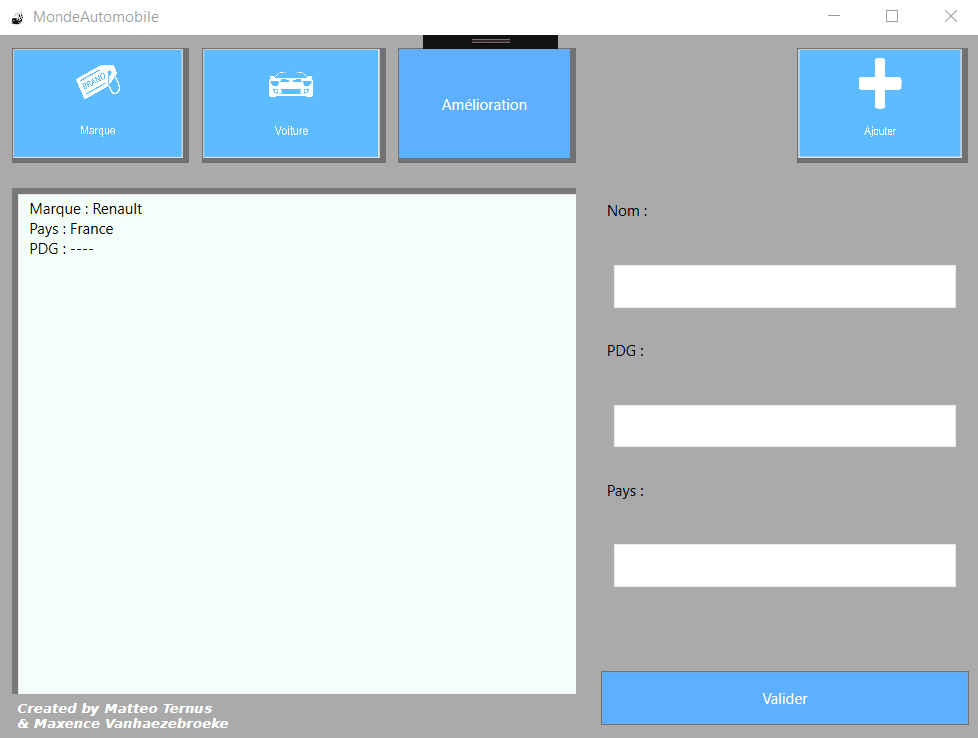 MondeAutomobile
BRAND
Marque
Voiture
Amélioration
Ajouter
Marque : Renault
Pays : France
PDG : ----
Nom :
PDG :
Pays :
Valider
Created by Matteo Ternus
& Maxence Vanhaezebroeke